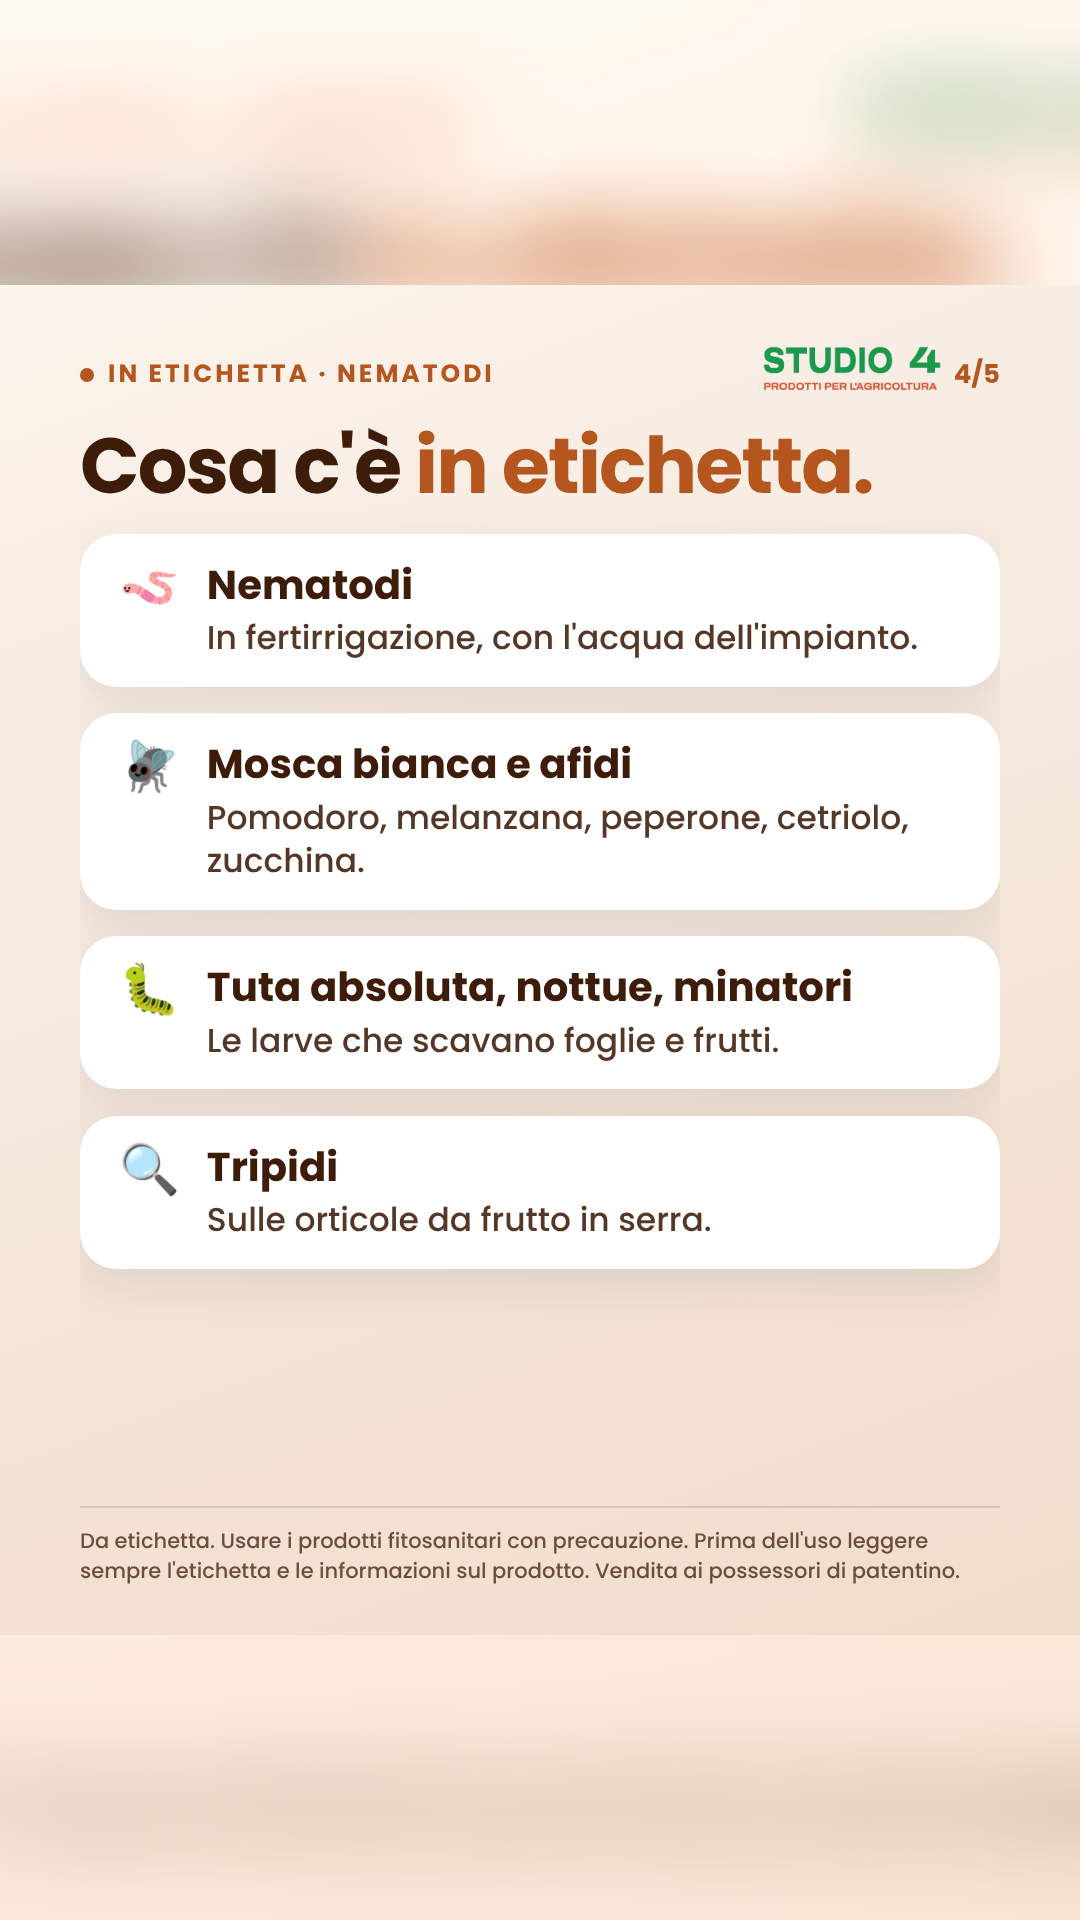 IN ETICHETTA · NEMATODI
STUDIO 4
PRODOTTI PER L'AGRICOLTURA
4/5
Cosa c'è in etichetta.
Nematodi
In fertirrigazione, con l'acqua dell'impianto.
Mosca bianca e afidi
Pomodoro, melanzana, peperone, cetriolo,
zucchina.
Tuta absoluta, nottue, minatori
Le larve che scavano foglie e frutti.
Tripidi
Sulle orticole da frutto in serra.
Da etichetta. Usare i prodotti fitosanitari con precauzione. Prima dell'uso leggere
sempre l'etichetta e le informazioni sul prodotto. Vendita ai possessori di patentino.